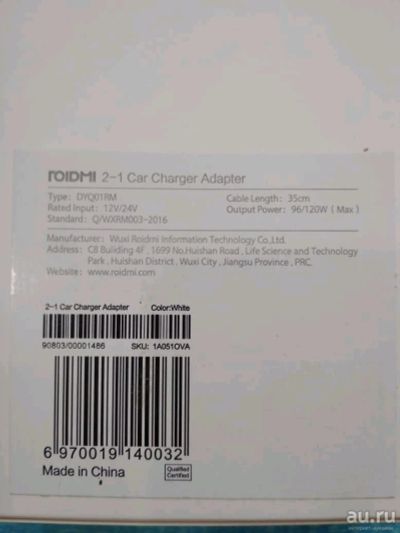 ROIDMI 2-1 Car Charger Adapter
Type: DYQ01RM Cable Length: 35cm
Rated Input: 12V/24V Output Power: 96/120W ( Max )
Standard: Q/WXRM003-2016
Manufacturer: Wuxi Roidmi Information Technology Co.,Ltd.
Address: C8 Building 4F , 1699 No,Huishan Road , Life Science and Technology
Park , Huishan District , Wuxi City , Jiangsu Province , PRC.
Website: www.roidmi.com
2-1 Car Charger Adapter Color:White
90803/00001486 SKU: 1A051OVA
6 970019 140032
Made in China
Qualified
Certified
au.ru